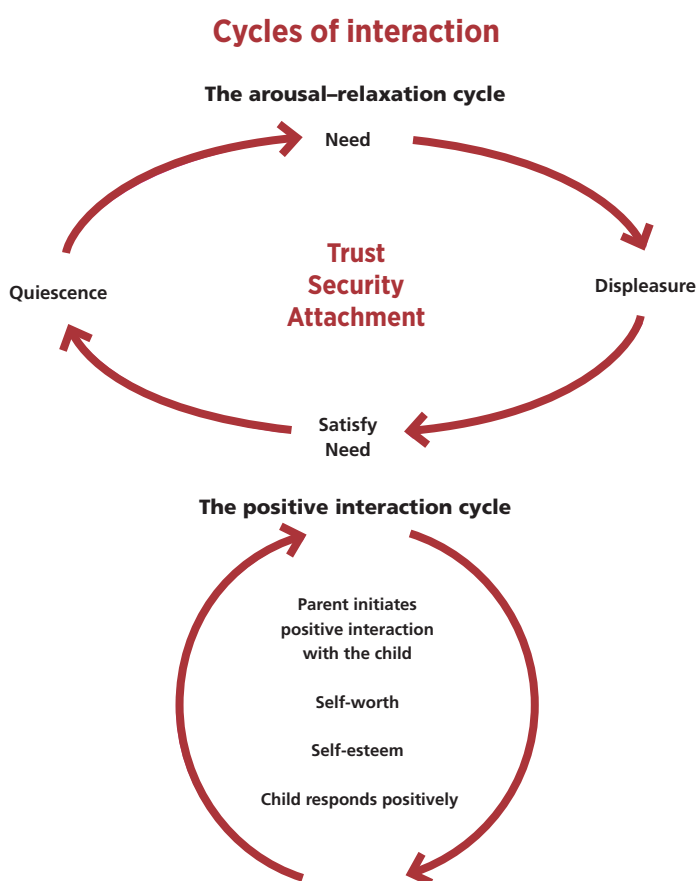 Cycles of interaction
The arousal–relaxation cycle
Need
Trust
Security
Attachment
Quiescence
Displeasure
Satisfy
Need
The positive interaction cycle
Parent initiates
positive interaction
with the child
Self-worth
Self-esteem
Child responds positively